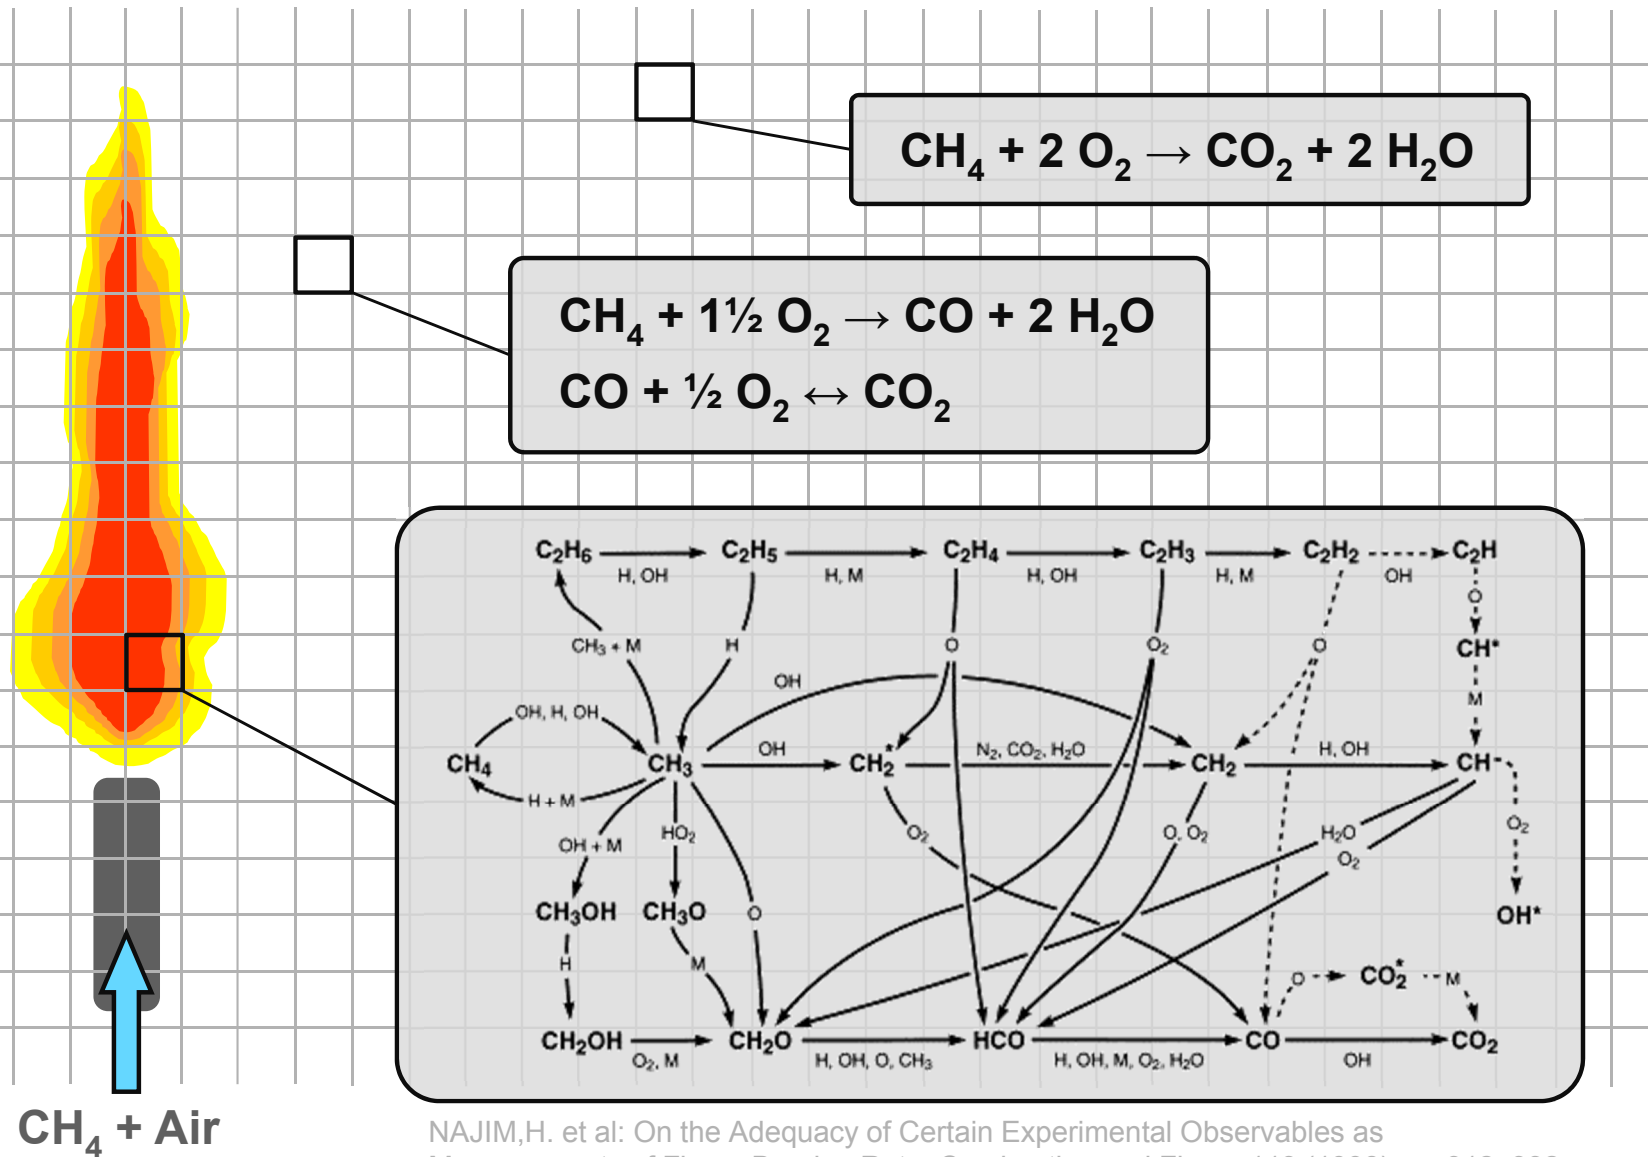 CH₄ + 2 O₂ → CO₂ + 2 H₂O
CH₄ + 1½ O₂ → CO + 2 H₂O
CO + ½ O₂ ↔ CO₂
C₂H₆ C₂H₅ C₂H₄ C₂H₃ C₂H₂ C₂H
H, OH H, M H, OH H, M OH
O
CH₃ + M H O O₂ O CH*
OH M
OH, H, OH
OH N₂, CO₂, H₂O H, OH
CH₄ CH₃ CH₂* CH₂ CH
H + M
HO₂ O₂ O, O₂ H₂O O₂
OH + M O₂
CH₃OH CH₃O O OH*
H M O CO₂* M
CH₂OH CH₂O HCO CO CO₂
O₂, M H, OH, O, CH₃ H, OH, M, O₂, H₂O OH
CH₄ + Air
NAJIM,H. et al: On the Adequacy of Certain Experimental Observables as